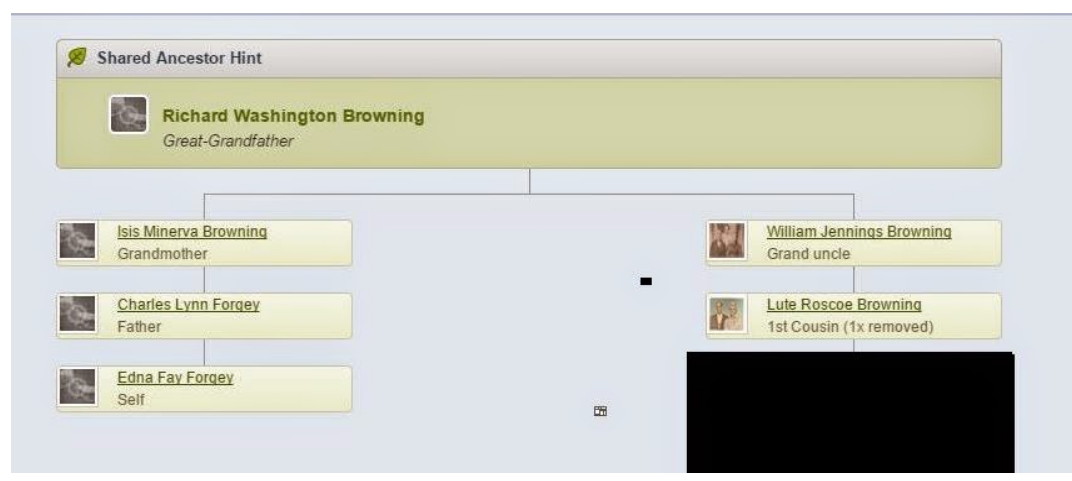 Shared Ancestor Hint
Richard Washington Browning
Great-Grandfather
Isis Minerva Browning
Grandmother
Charles Lynn Forgey
Father
Edna Fay Forgey
Self
William Jennings Browning
Grand uncle
Lute Roscoe Browning
1st Cousin (1x removed)